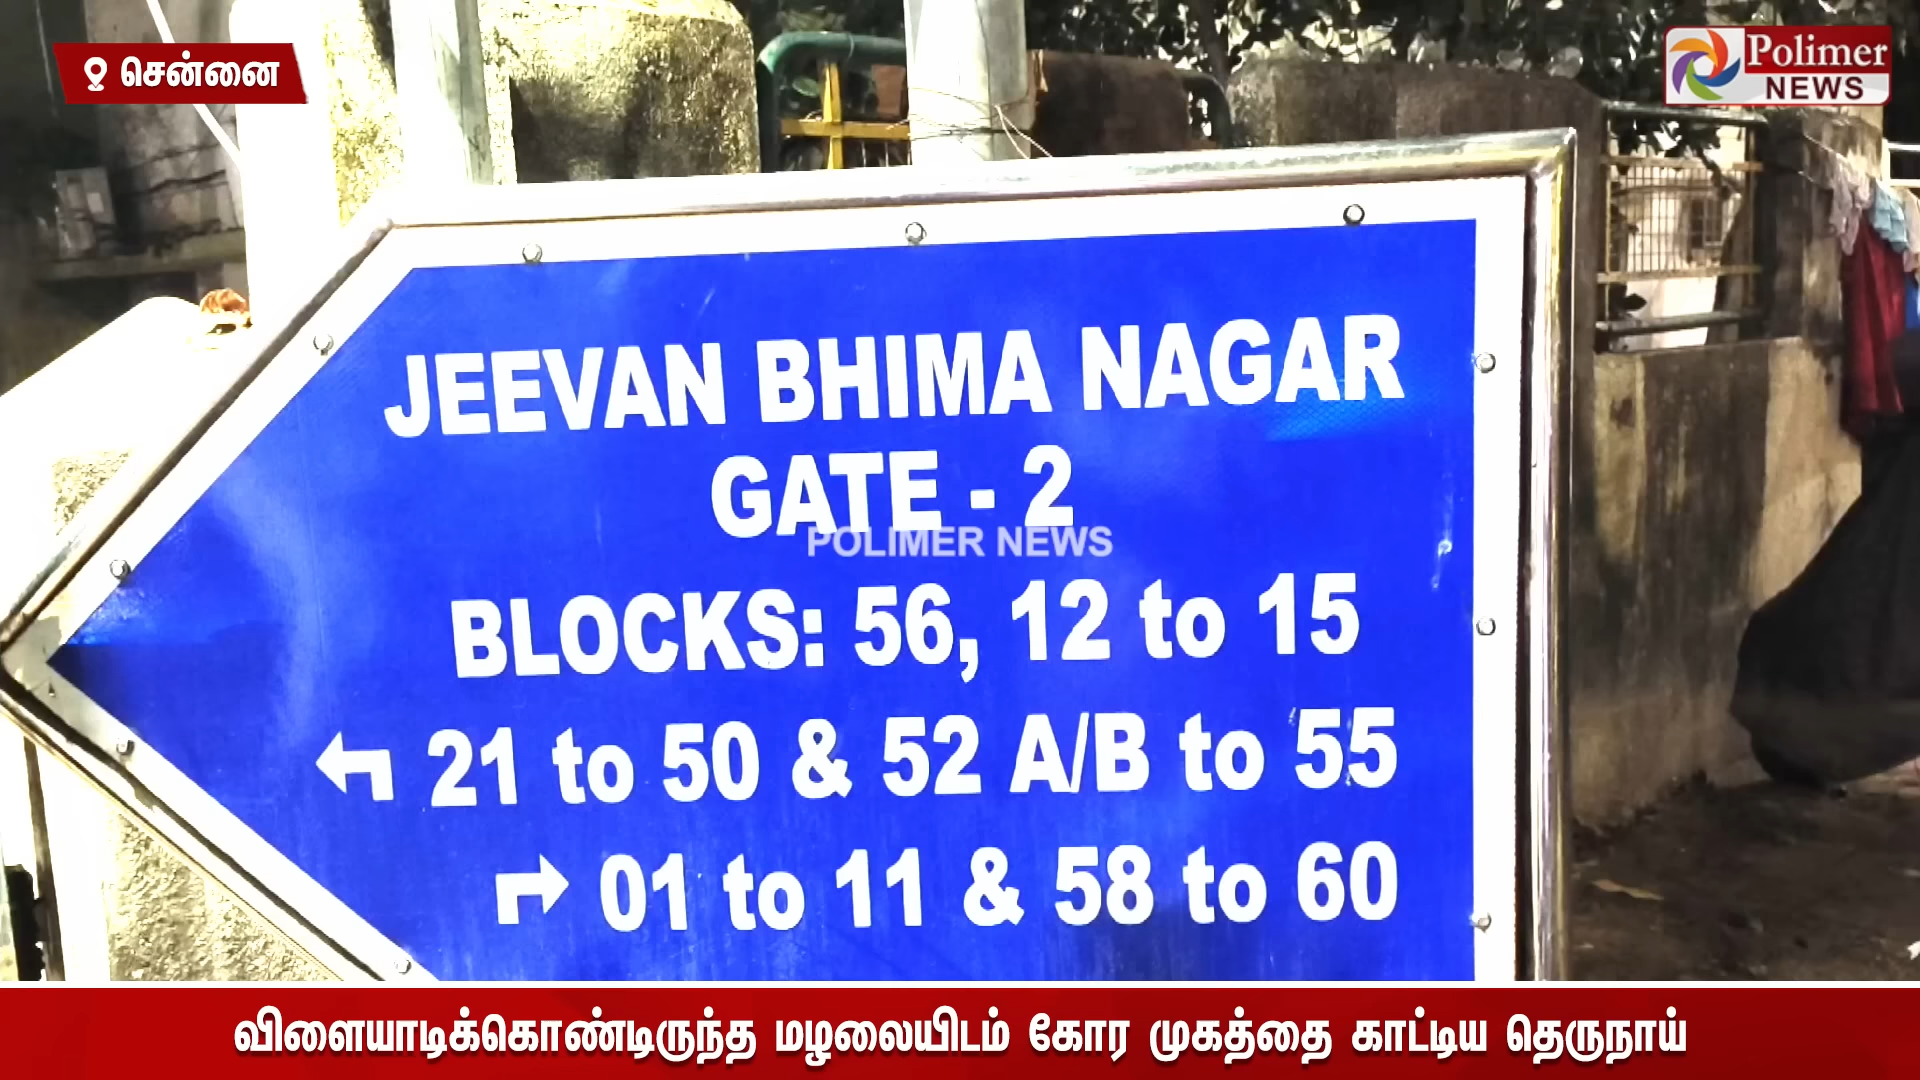 சென்னை
Polimer
NEWS
JEEVAN BHIMA NAGAR
GATE - 2
POLIMER NEWS
BLOCKS: 56, 12 to 15
21 to 50 & 52 A/B to 55
01 to 11 & 58 to 60
விளையாடிக்கொண்டிருந்த மழலையிடம் கோர முகத்தை காட்டிய தெருநாய்